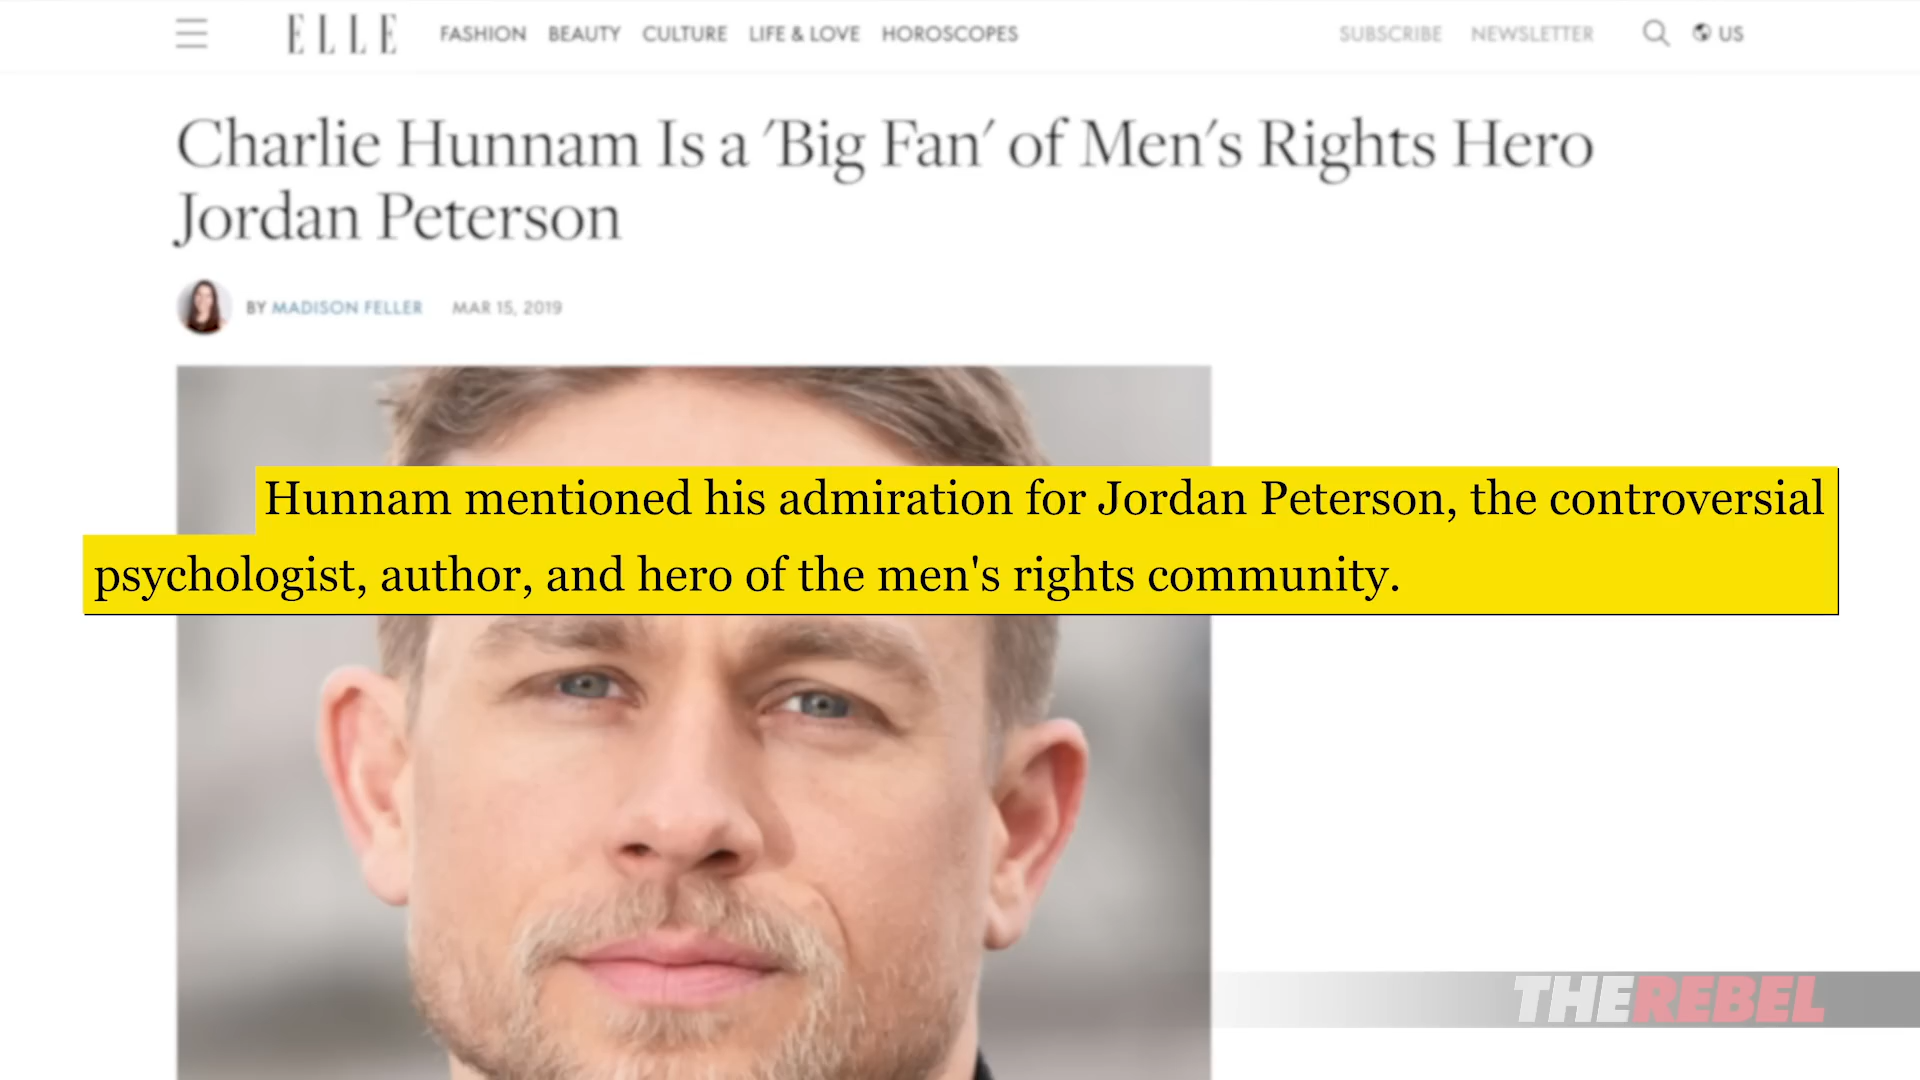 ELLE FASHION BEAUTY CULTURE LIFE & LOVE HOROSCOPES SUBSCRIBE NEWSLETTER US
Charlie Hunnam Is a 'Big Fan' of Men's Rights Hero
Jordan Peterson
BY MADISON FELLER MAR 15, 2019
Hunnam mentioned his admiration for Jordan Peterson, the controversial
psychologist, author, and hero of the men's rights community.
THEREBEL